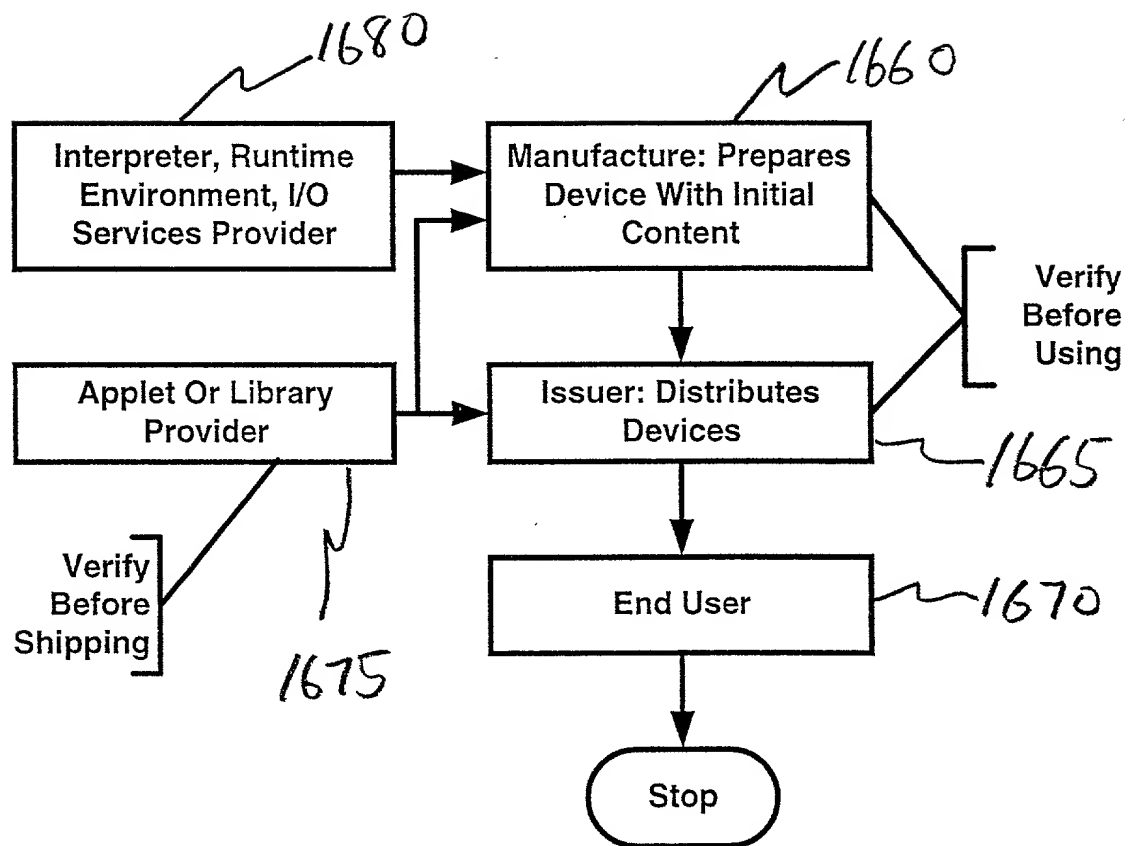 1680
1660
Interpreter, Runtime
Environment, I/O
Services Provider
Manufacture: Prepares
Device With Initial
Content
Verify
Before
Using
Applet Or Library
Provider
Issuer: Distributes
Devices
1665
Verify
Before
Shipping
1675
End User
1670
Stop